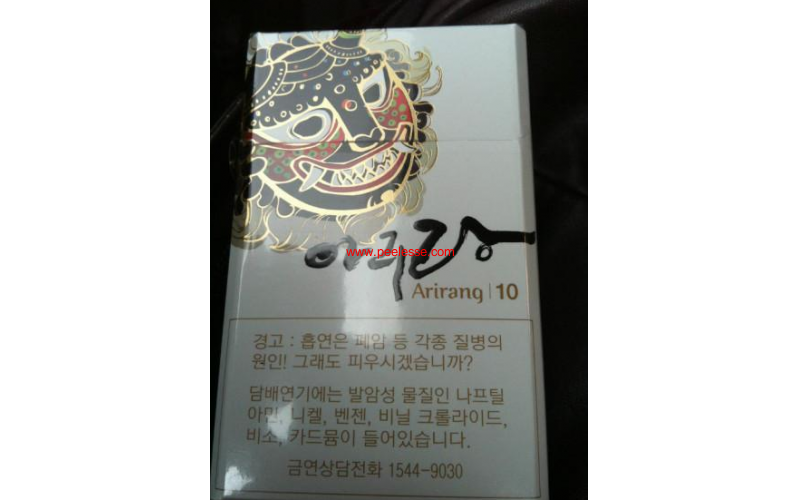 아리랑
www.peelesse.com
Arirang | 10
경고 : 흡연은 폐암 등 각종 질병의
원인! 그래도 피우시겠습니까?
담배연기에는 발암성 물질인 나프틸
아민, 니켈, 벤젠, 비닐 크롤라이드,
비소, 카드뮴이 들어있습니다.
금연상담전화 1544-9030